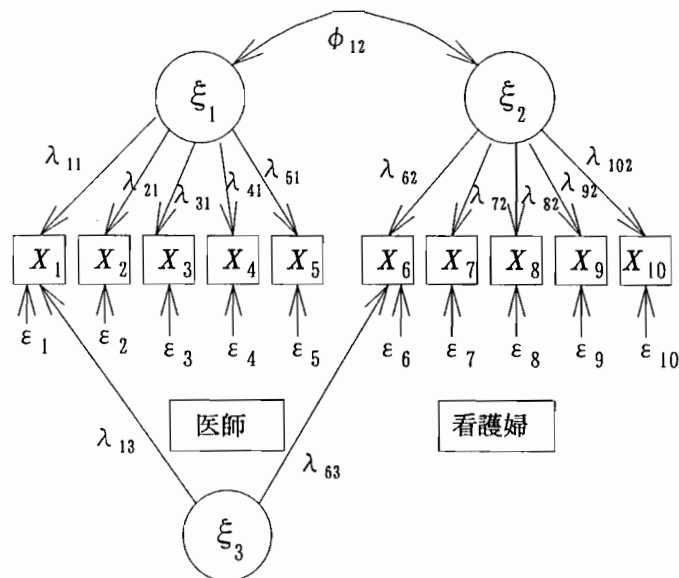 ϕ12
ξ1 ξ2
λ11 λ21 λ31 λ41 λ51 λ62 λ72 λ82 λ92 λ102
X1 X2 X3 X4 X5 X6 X7 X8 X9 X10
ε1 ε2 ε3 ε4 ε5 ε6 ε7 ε8 ε9 ε10
医師 看護婦
λ13 λ63
ξ3